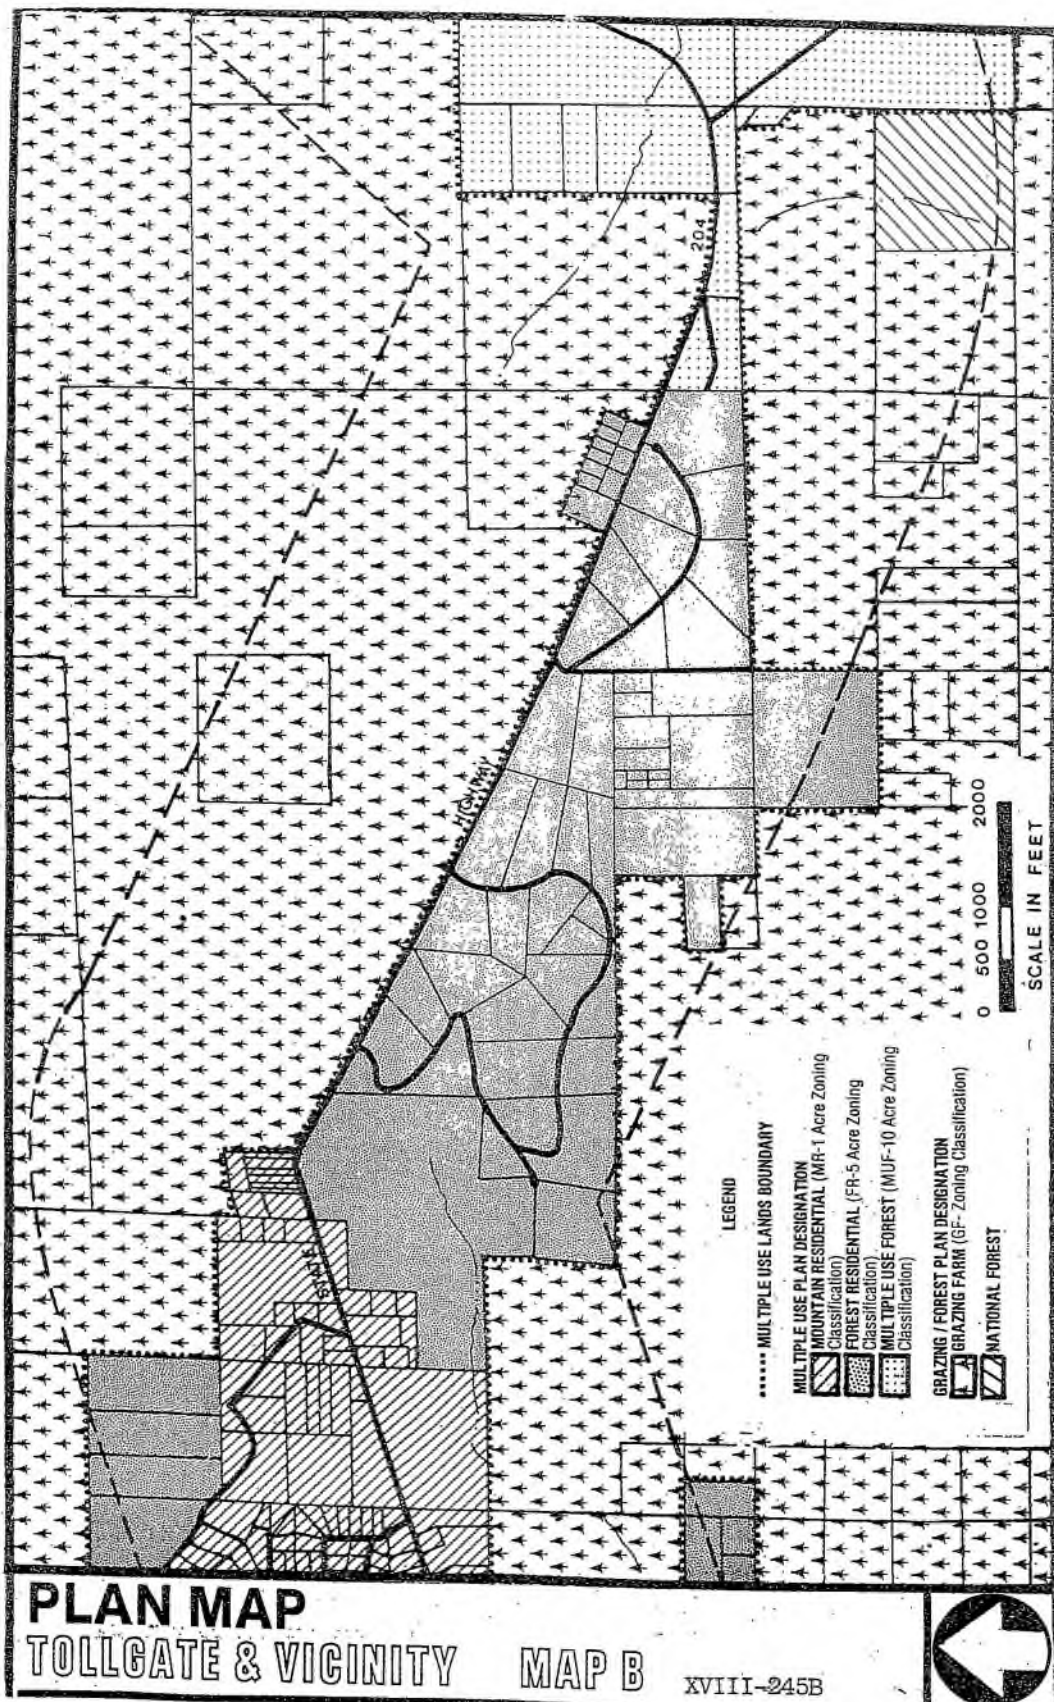 204
HIGHWAY
STATE
LEGEND
•••••• MULTIPLE USE LANDS BOUNDARY
MULTIPLE USE PLAN DESIGNATION
MOUNTAIN RESIDENTIAL (MR-1 Acre Zoning
Classification)
FOREST RESIDENTIAL (FR-5 Acre Zoning
Classification)
MULTIPLE USE FOREST (MUF-10 Acre Zoning
Classification)
GRAZING / FOREST PLAN DESIGNATION
GRAZING FARM (GF- Zoning Classification)
NATIONAL FOREST
0 500 1000 2000
SCALE IN FEET
PLAN MAP
TOLLGATE & VICINITY MAP B
XVIII-245B